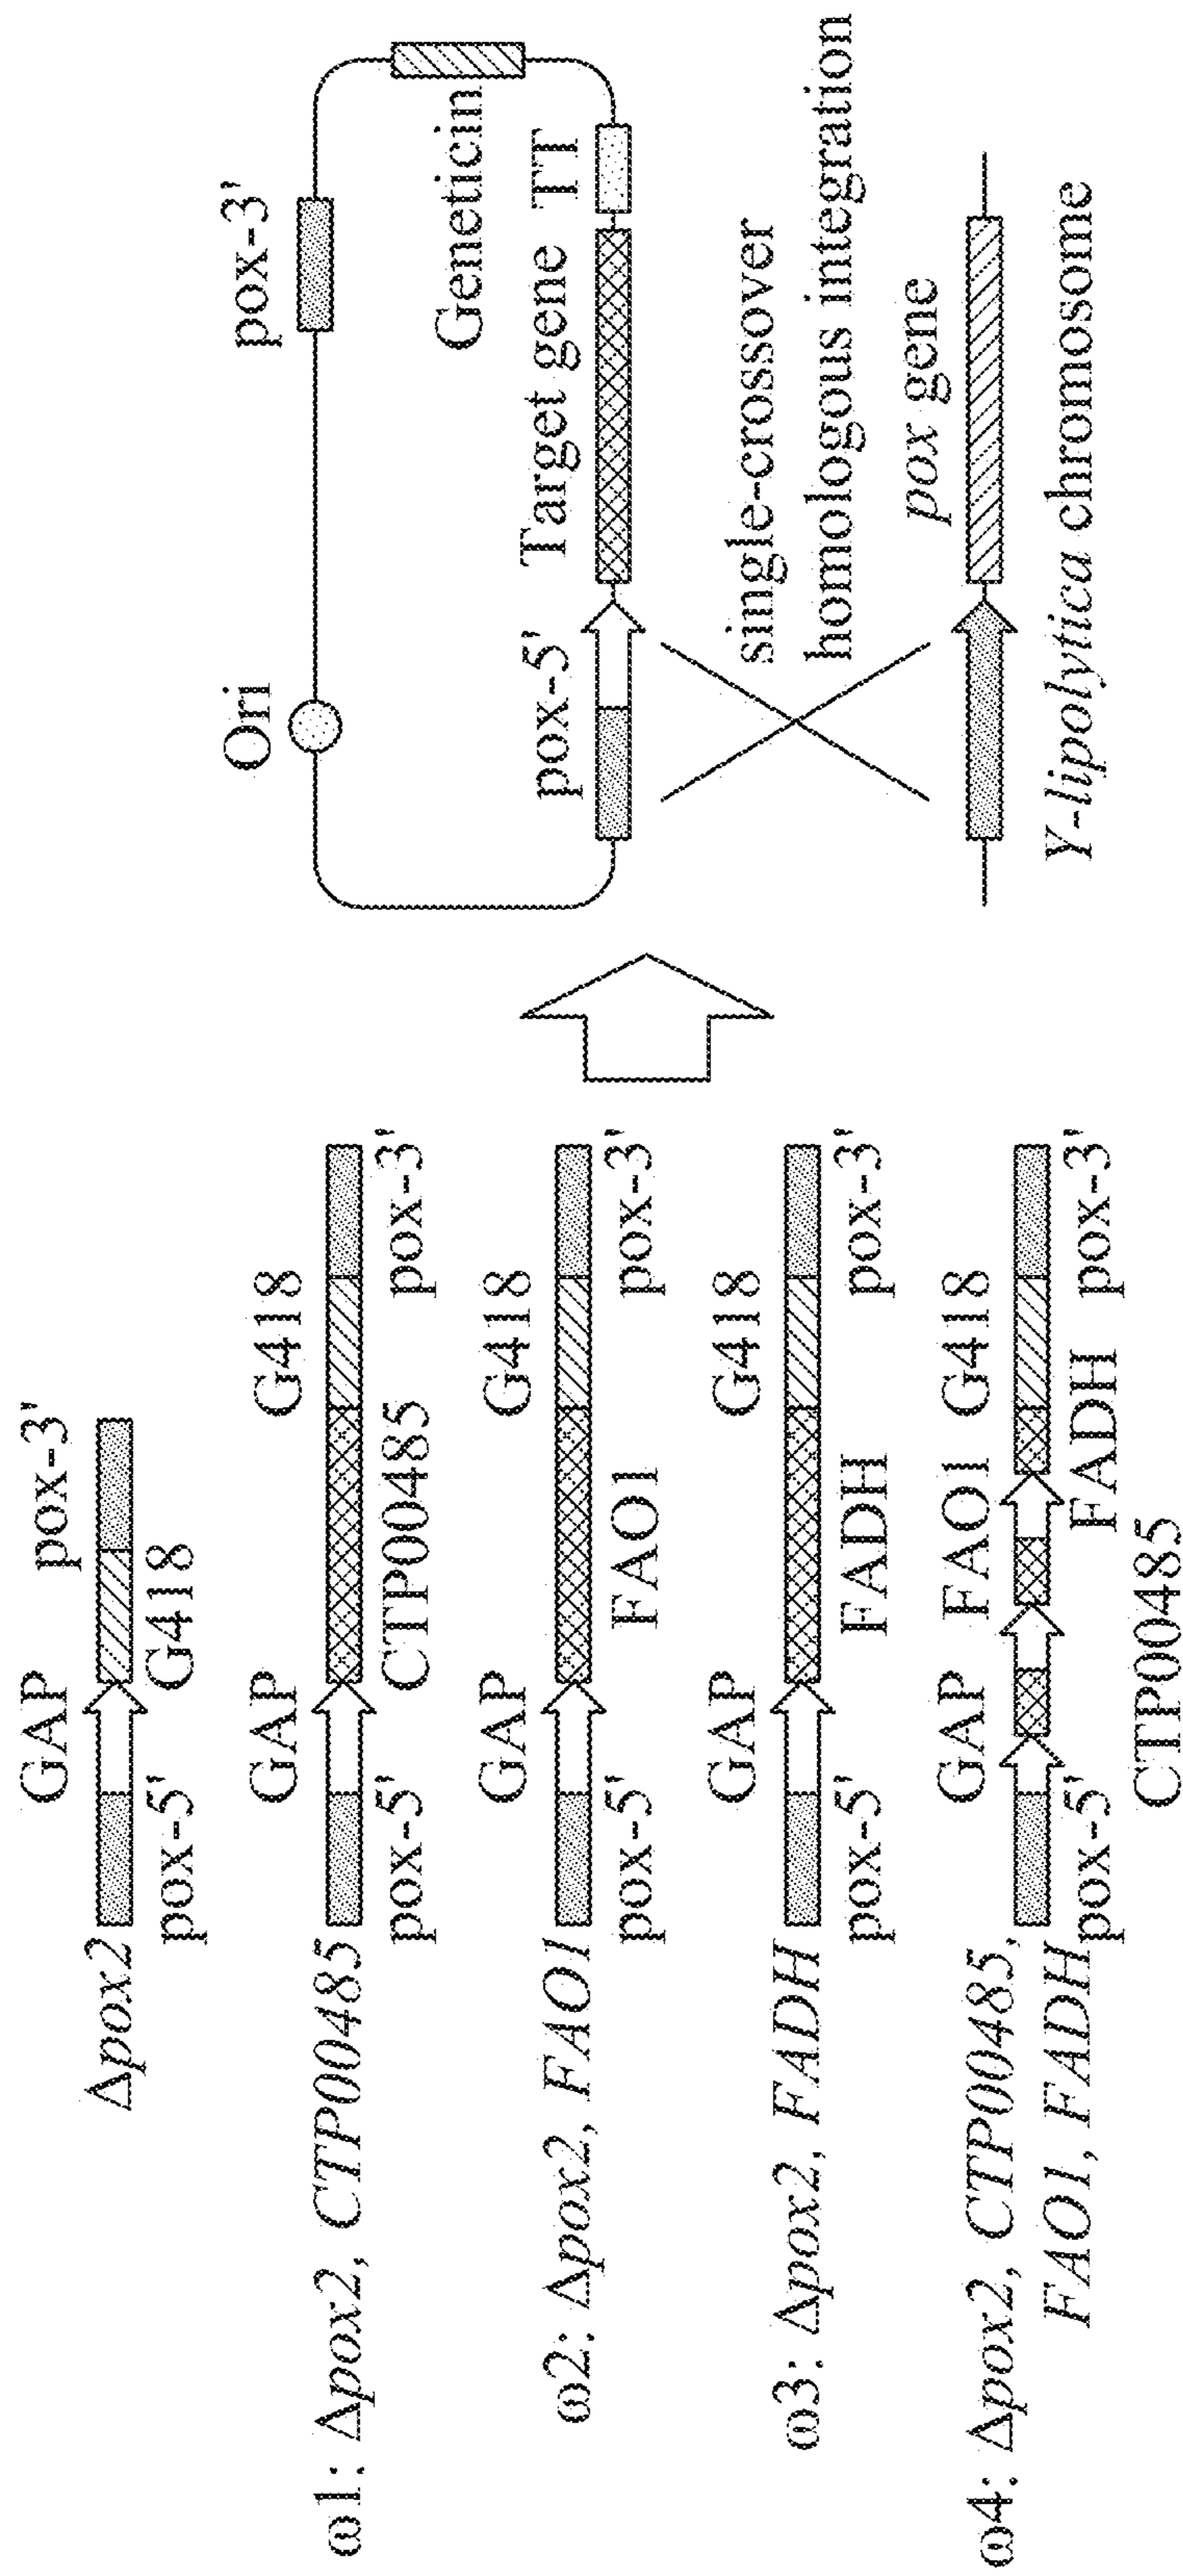 Δpox2
GAP
pox-3'
pox-5'
G418
ω1: Δpox2, CTP00485
GAP
G418
pox-5'
CTP00485
pox-3'
ω2: Δpox2, FAO1
GAP
G418
pox-5'
FAO1
pox-3'
ω3: Δpox2, FADH
GAP
G418
pox-5'
FADH
pox-3'
ω4: Δpox2, CTP00485,
FAO1, FADH
GAP
FAO1
G418
pox-5'
FADH
pox-3'
CTP00485
Ori
pox-3'
Geneticin
pox-5'
Target gene
TT
single-crossover
homologous integration
pox gene
Y-lipolytica chromosome